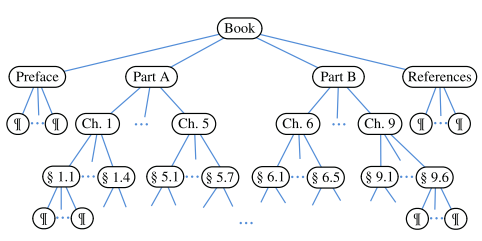 Book
Preface Part A Part B References
¶ ... ¶ Ch. 1 ... Ch. 5 Ch. 6 ... Ch. 9 ¶ ... ¶
§ 1.1 ... § 1.4 § 5.1 ... § 5.7 § 6.1 ... § 6.5 § 9.1 ... § 9.6
¶ ... ¶ ... ¶ ... ¶